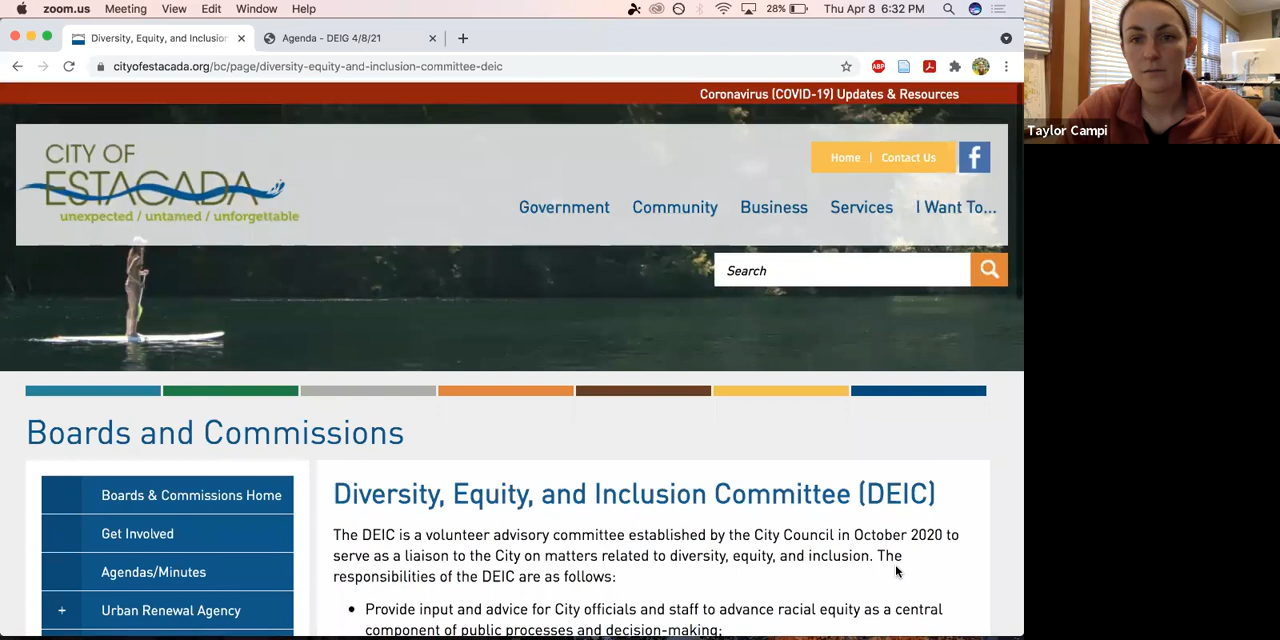 zoom.us Meeting View Edit Window Help 28% Thu Apr 8 6:32 PM
Diversity, Equity, and Inclusion Agenda - DEIG 4/8/21
cityofestacada.org/bc/page/diversity-equity-and-inclusion-committee-deic
ABP
Coronavirus (COVID-19) Updates & Resources
Taylor Campi
CITY OF
ESTACADA
unexpected / untamed / unforgettable
Home | Contact Us
f
Government Community Business Services I Want To...
Search
Boards and Commissions
Boards & Commissions Home
Get Involved
Agendas/Minutes
+ Urban Renewal Agency
Diversity, Equity, and Inclusion Committee (DEIC)
The DEIC is a volunteer advisory committee established by the City Council in October 2020 to
serve as a liaison to the City on matters related to diversity, equity, and inclusion. The
responsibilities of the DEIC are as follows:
• Provide input and advice for City officials and staff to advance racial equity as a central
component of public processes and decision-making;